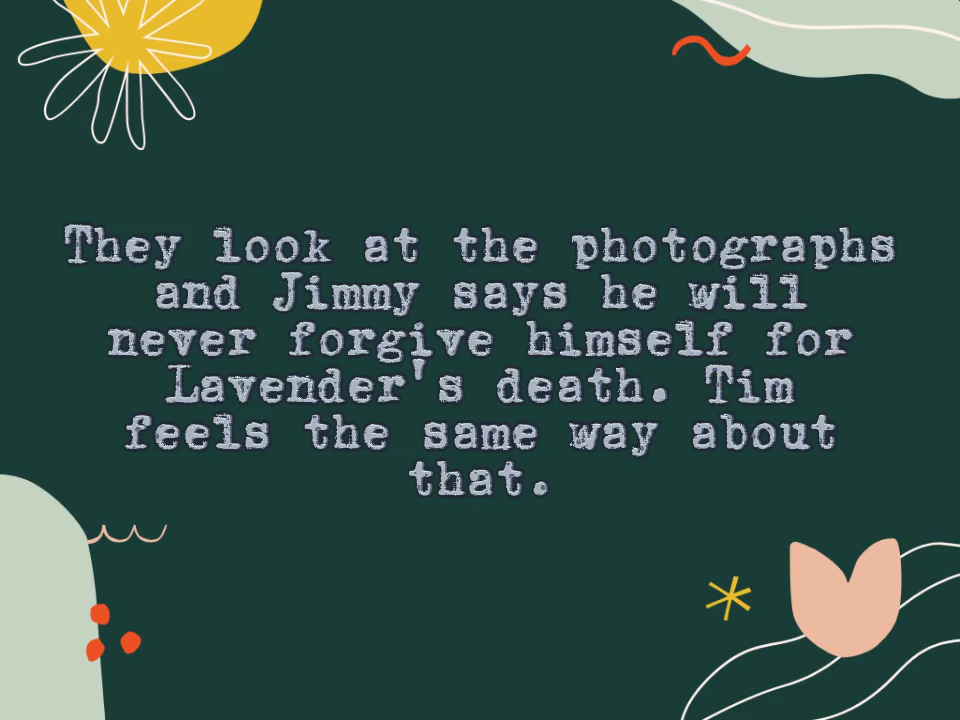 They look at the photographs
and Jimmy says he will
never forgive himself for
Lavender's death. Tim
feels the same way about
that.